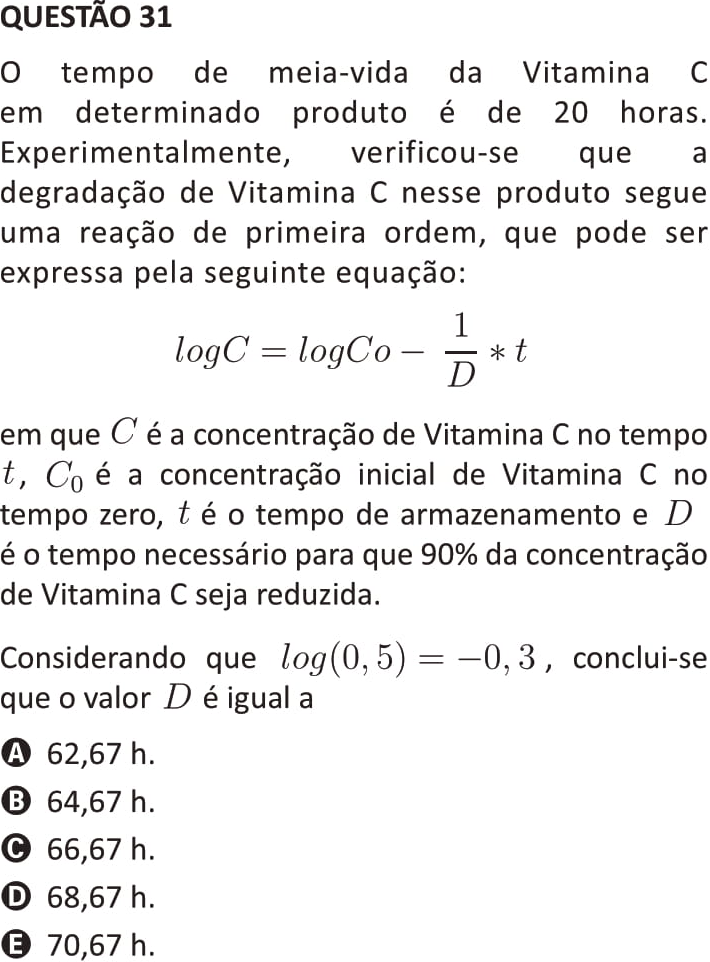 QUESTÃO 31
O tempo de meia-vida da Vitamina C
em determinado produto é de 20 horas.
Experimentalmente, verificou-se que a
degradação de Vitamina C nesse produto segue
uma reação de primeira ordem, que pode ser
expressa pela seguinte equação:
logC = logCo − 1/D * t
em que C é a concentração de Vitamina C no tempo
t, C₀ é a concentração inicial de Vitamina C no
tempo zero, t é o tempo de armazenamento e D
é o tempo necessário para que 90% da concentração
de Vitamina C seja reduzida.
Considerando que log(0, 5) = −0, 3 , conclui-se
que o valor D é igual a
A 62,67 h.
B 64,67 h.
C 66,67 h.
D 68,67 h.
E 70,67 h.